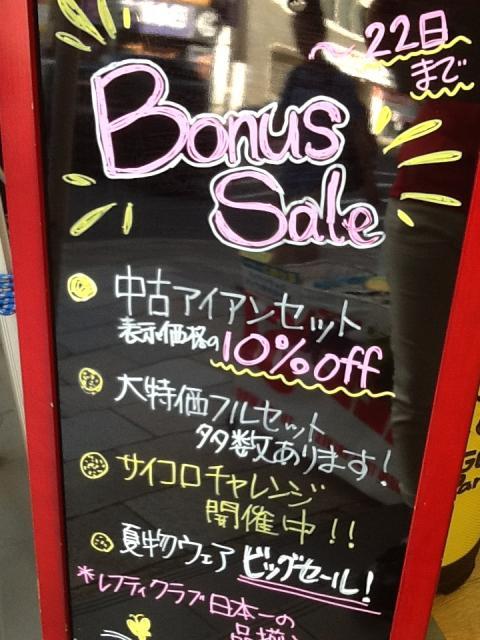 〜22日
まで
Bonus
Sale
中古アイアンセット
表示価格の10%off
大特価フルセット
多数あります!
サイコロチャレンジ
開催中!!
夏物ウェアビッグセール!
*レフティクラブ日本一の
品揃